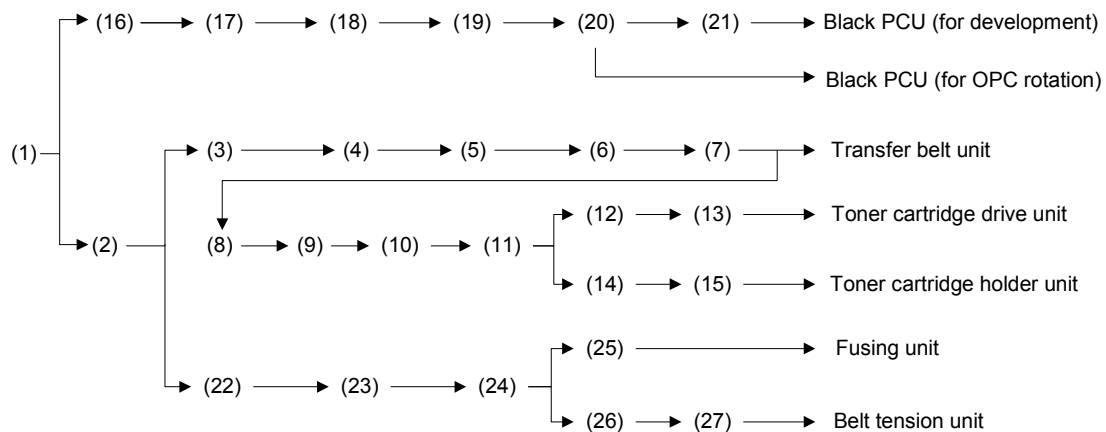 (16) (17) (18) (19) (20) (21) Black PCU (for development)
Black PCU (for OPC rotation)
(1) (3) (4) (5) (6) (7) Transfer belt unit
(12) (13) Toner cartridge drive unit
(2) (8) (9) (10) (11)
(14) (15) Toner cartridge holder unit
(25) Fusing unit
(22) (23) (24)
(26) (27) Belt tension unit